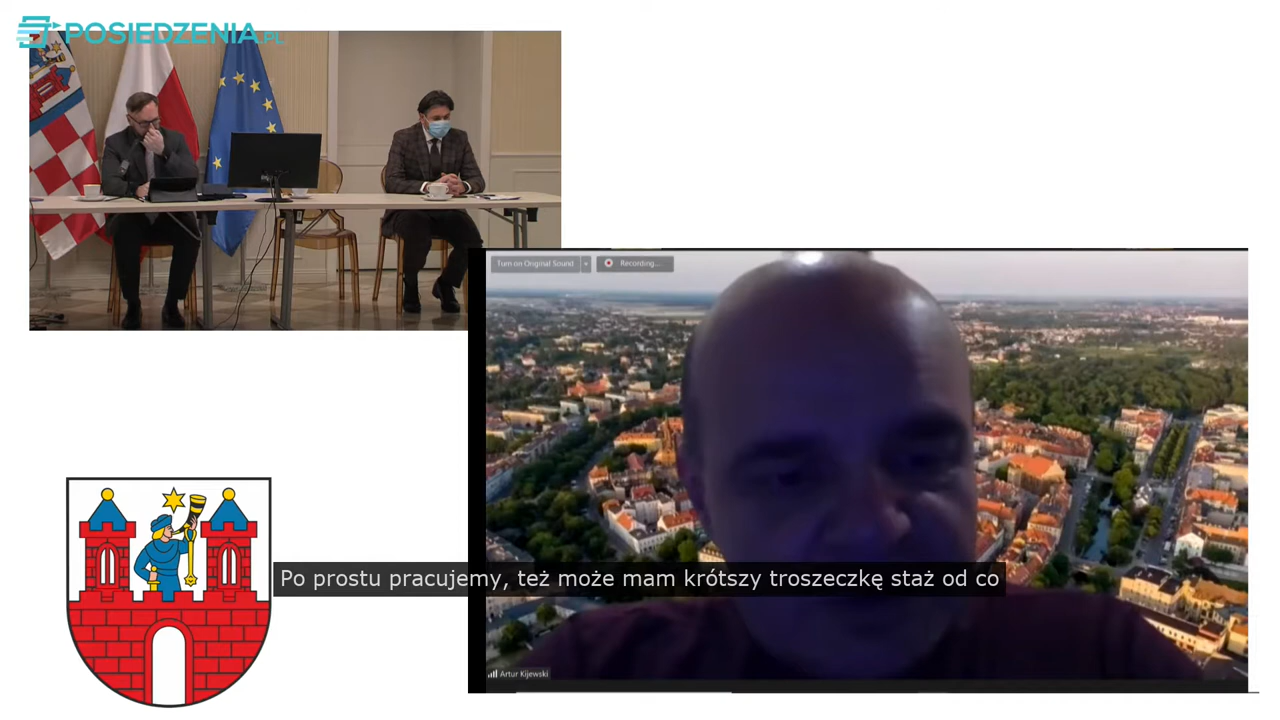 POSIEDZENIA.PL
Turn on Original Sound
Recording...
Po prostu pracujemy, też może mam krótszy troszeczkę staż od co
Artur Kijewski